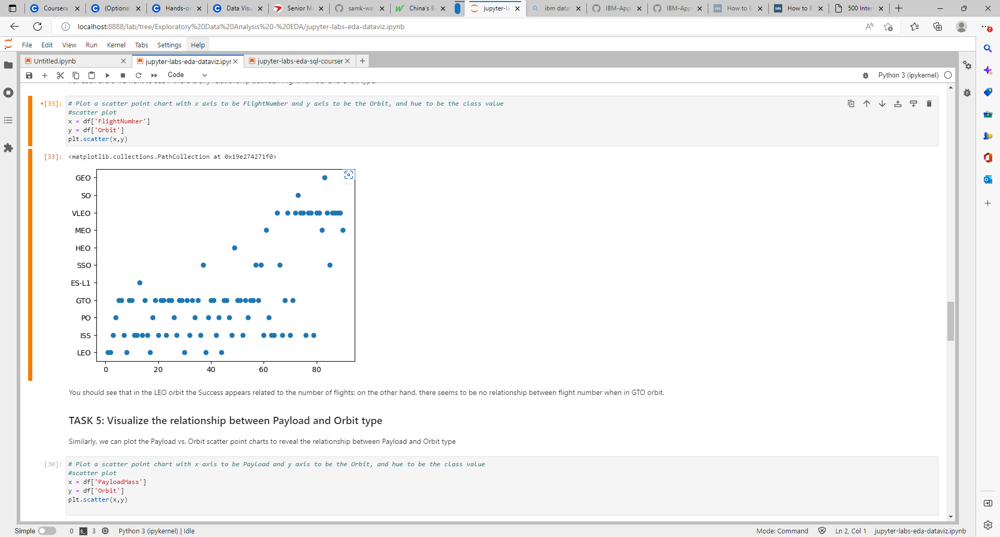 Coursera
(Optional
Hands-on
Data Visu
Senior Ma
samk-wat
China's B
jupyter-la
ibm datas
IBM-Appl
IBM-Appl
How to B
How to B
500 Inter
localhost:8888/lab/tree/Exploratory%20Data%20Analysis%20-%20EDA/jupyter-labs-eda-dataviz.ipynb
File Edit View Run Kernel Tabs Settings Help
Untitled.ipynb
jupyter-labs-eda-dataviz.ipyr
jupyter-labs-eda-sql-courser
Code
Python 3 (ipykernel)
[33]:
# Plot a scatter point chart with x axis to be FlightNumber and y axis to be the Orbit, and hue to be the class value
#scatter plot
x = df['FlightNumber']
y = df['Orbit']
plt.scatter(x,y)
[33]: <matplotlib.collections.PathCollection at 0x19e274271f0>
GEO
SO
VLEO
MEO
HEO
SSO
ES-L1
GTO
PO
ISS
LEO
0 20 40 60 80
You should see that in the LEO orbit the Success appears related to the number of flights; on the other hand, there seems to be no relationship between flight number when in GTO orbit.
TASK 5: Visualize the relationship between Payload and Orbit type
Similarly, we can plot the Payload vs. Orbit scatter point charts to reveal the relationship between Payload and Orbit type
[30]:
# Plot a scatter point chart with x axis to be Payload and y axis to be the Orbit, and hue to be the class value
#scatter plot
x = df['PayloadMass']
y = df['Orbit']
plt.scatter(x,y)
Simple 0 3 Python 3 (ipykernel) | Idle
Mode: Command Ln 2, Col 1 jupyter-labs-eda-dataviz.ipynb